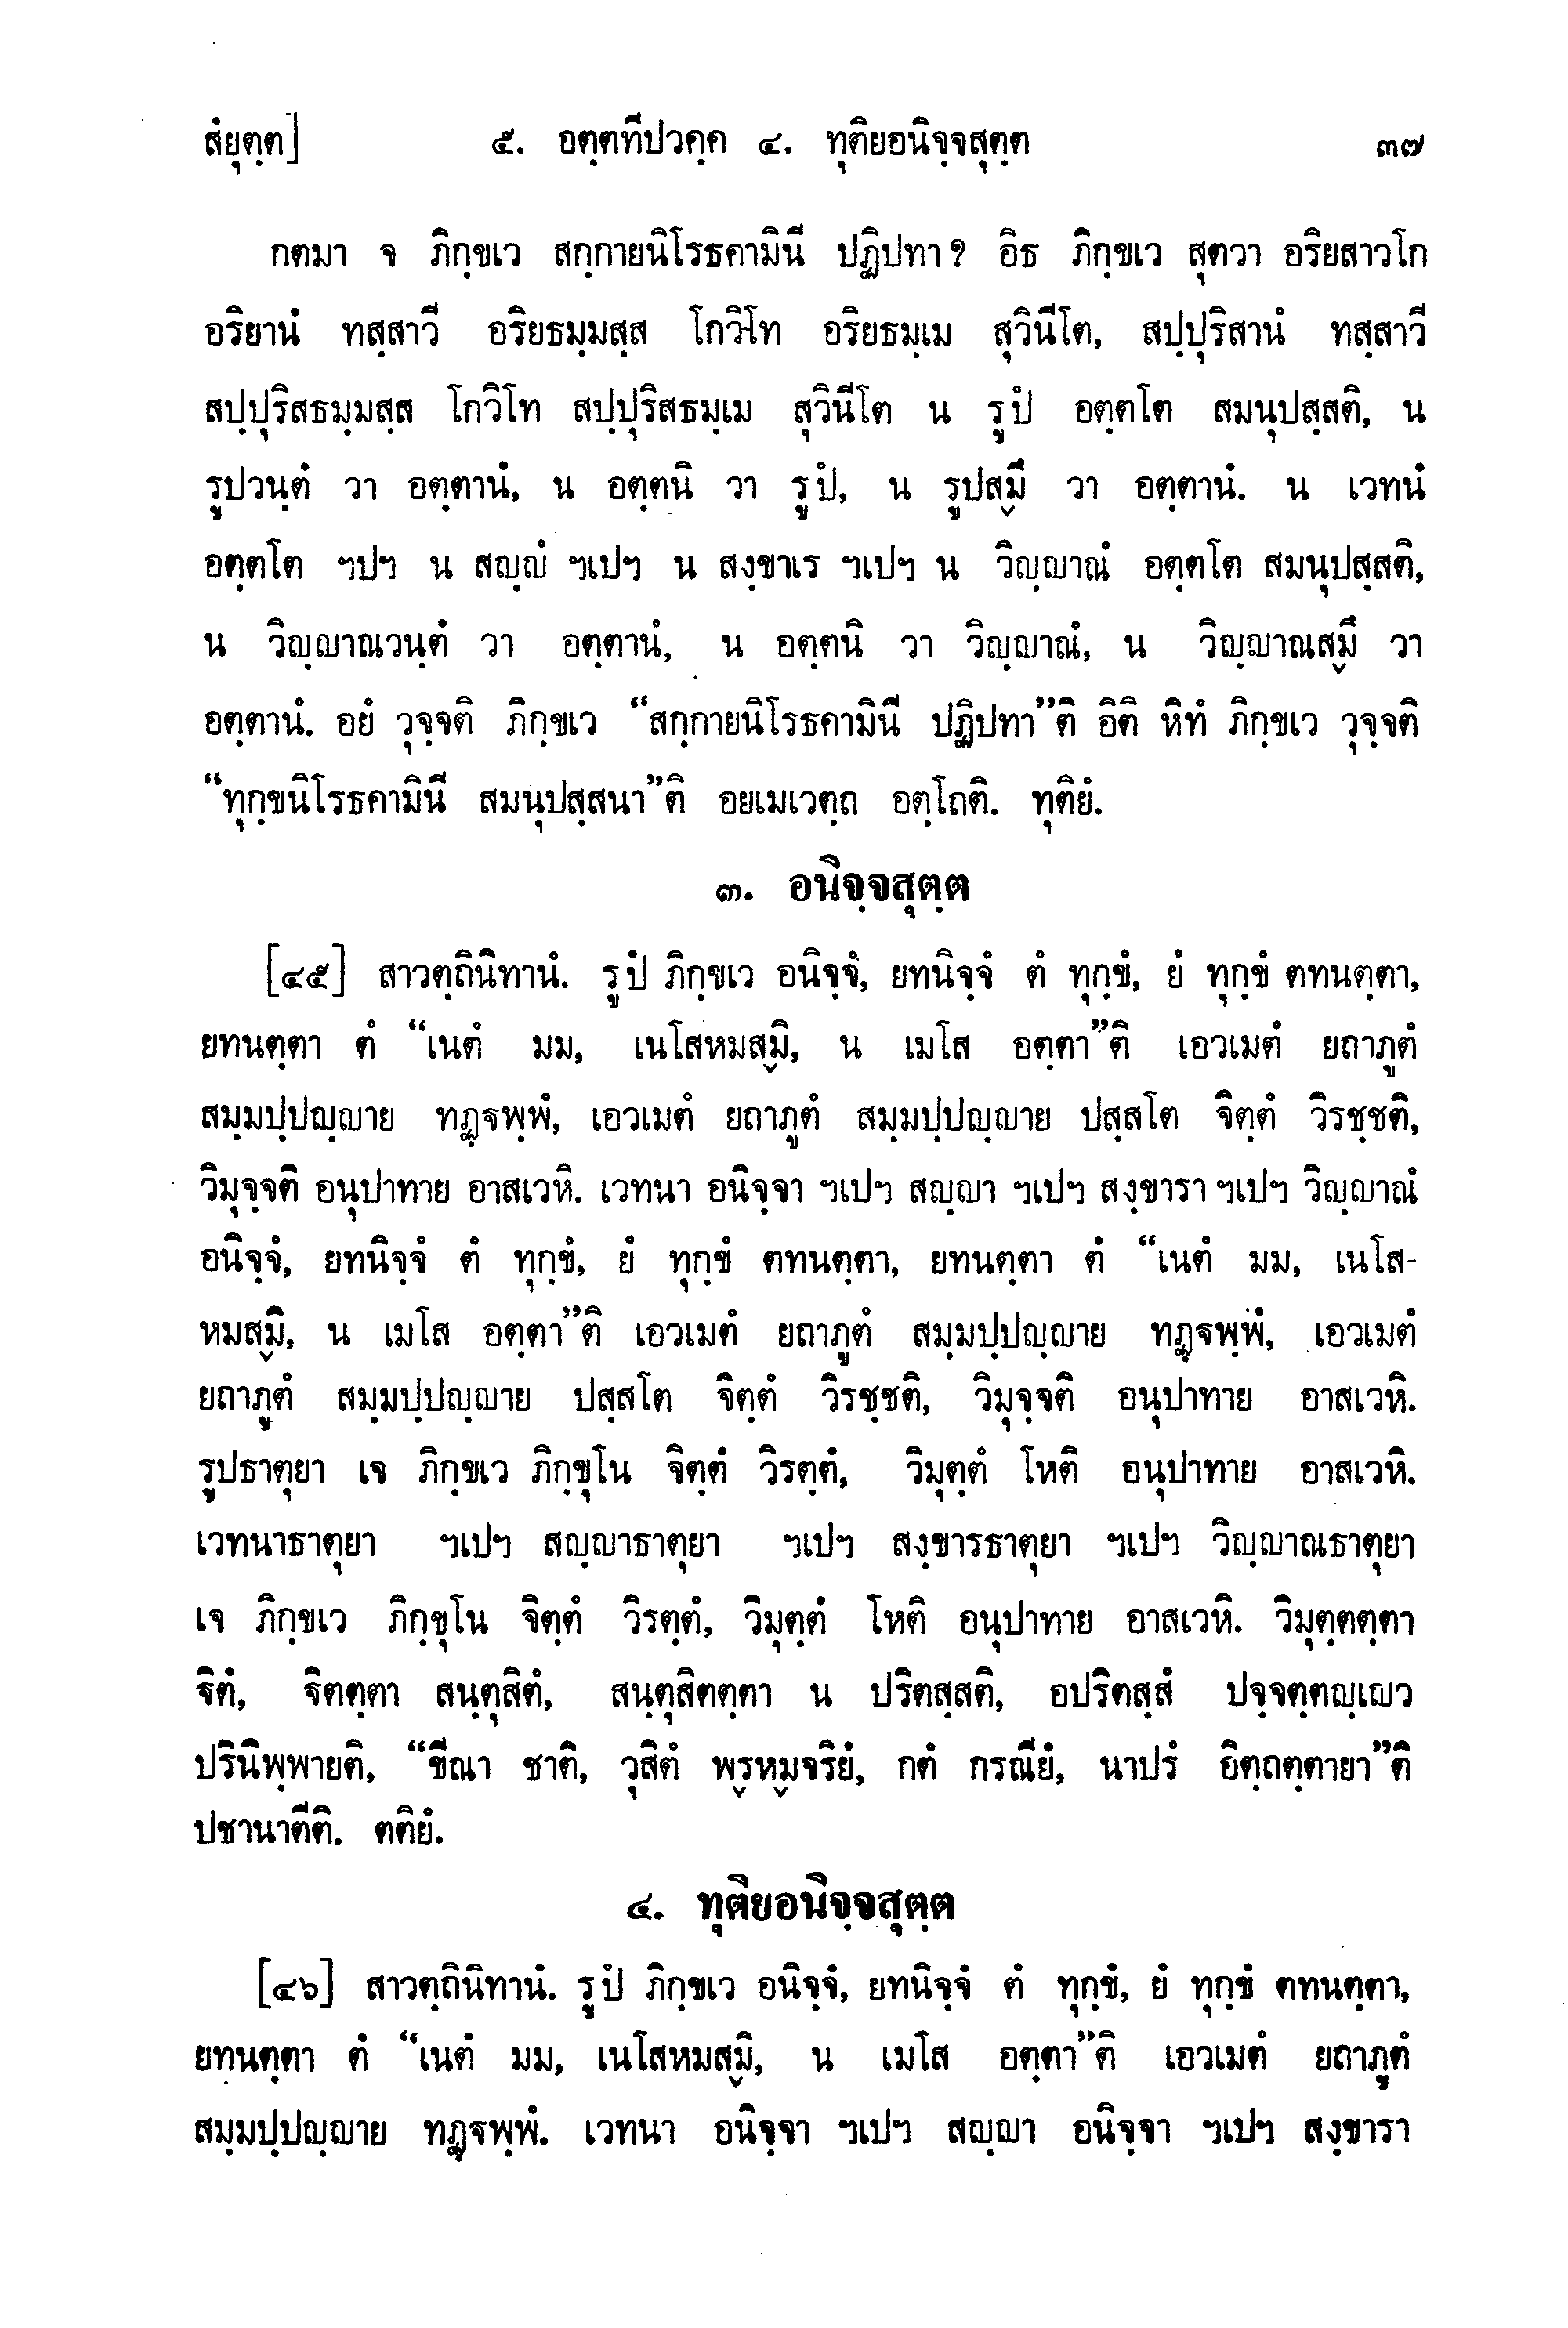 สํยุตฺต] ๕. อตฺตทีปวคฺค ๔. ทุติยอนิจฺจสุตฺต ๓๗
กตมา จ ภิกฺขเว สกฺกายนิโรธคามินี ปฏิปทา? อิธ ภิกฺขเว สุตวา อริยสาวโก
อริยานํ ทสฺสาวี อริยธมฺมสฺส โกวิโท อริยธมฺเม สุวินีโต, สปฺปุริสานํ ทสฺสาวี
สปฺปุริสธมฺมสฺส โกวิโท สปฺปุริสธมฺเม สุวินีโต น รูปํ อตฺตโต สมนุปสฺสติ, น
รูปวนฺตํ วา อตฺตานํ, น อตฺตนิ วา รูปํ, น รูปสฺมึ วา อตฺตานํ. น เวทนํ
อตฺตโต ฯปฯ น สญฺญํ ฯเปฯ น สงฺขาเร ฯเปฯ น วิญฺญาณํ อตฺตโต สมนุปสฺสติ,
น วิญฺญาณวนฺตํ วา อตฺตานํ, น อตฺตนิ วา วิญฺญาณํ, น วิญฺญาณสฺมึ วา
อตฺตานํ. อยํ วุจฺจติ ภิกฺขเว “สกฺกายนิโรธคามินี ปฏิปทา”ติ อิติ หิทํ ภิกฺขเว วุจฺจติ
“ทุกฺขนิโรธคามินี สมนุปสฺสนา”ติ อยเมเวตฺถ อตฺโถติ. ทุติยํ.
๓. อนิจฺจสุตฺต
[๔๕] สาวตฺถินิทานํ. รูปํ ภิกฺขเว อนิจฺจํ, ยทนิจฺจํ ตํ ทุกฺขํ, ยํ ทุกฺขํ ตทนตฺตา,
ยทนตฺตา ตํ “เนตํ มม, เนโสหมสฺมิ, น เมโส อตฺตา”ติ เอวเมตํ ยถาภูตํ
สมฺมปฺปญฺญาย ทฏฺฐพฺพํ, เอวเมตํ ยถาภูตํ สมฺมปฺปญฺญาย ปสฺสโต จิตฺตํ วิรชฺชติ,
วิมุจฺจติ อนุปาทาย อาสเวหิ. เวทนา อนิจฺจา ฯเปฯ สญฺญา ฯเปฯ สงฺขารา ฯเปฯ วิญฺญาณํ
อนิจฺจํ, ยทนิจฺจํ ตํ ทุกฺขํ, ยํ ทุกฺขํ ตทนตฺตา, ยทนตฺตา ตํ “เนตํ มม, เนโส-
หมสฺมิ, น เมโส อตฺตา”ติ เอวเมตํ ยถาภูตํ สมฺมปฺปญฺญาย ทฏฺฐพฺพํ, เอวเมตํ
ยถาภูตํ สมฺมปฺปญฺญาย ปสฺสโต จิตฺตํ วิรชฺชติ, วิมุจฺจติ อนุปาทาย อาสเวหิ.
รูปธาตุยา เจ ภิกฺขเว ภิกฺขุโน จิตฺตํ วิรตฺตํ, วิมุตฺตํ โหติ อนุปาทาย อาสเวหิ.
เวทนาธาตุยา ฯเปฯ สญฺญาธาตุยา ฯเปฯ สงฺขารธาตุยา ฯเปฯ วิญฺญาณธาตุยา
เจ ภิกฺขเว ภิกฺขุโน จิตฺตํ วิรตฺตํ, วิมุตฺตํ โหติ อนุปาทาย อาสเวหิ. วิมุตฺตตฺตา
ฐิตํ, ฐิตตฺตา สนฺตุสิตํ, สนฺตุสิตตฺตา น ปริตสฺสติ, อปริตสฺสํ ปจฺจตฺตญฺเญว
ปรินิพฺพายติ, “ขีณา ชาติ, วุสิตํ พฺรหฺมจริยํ, กตํ กรณียํ, นาปรํ อิตฺถตฺตายา”ติ
ปชานาตีติ. ตติยํ.
๔. ทุติยอนิจฺจสุตฺต
[๔๖] สาวตฺถินิทานํ. รูปํ ภิกฺขเว อนิจฺจํ, ยทนิจฺจํ ตํ ทุกฺขํ, ยํ ทุกฺขํ ตทนตฺตา,
ยทนตฺตา ตํ “เนตํ มม, เนโสหมสฺมิ, น เมโส อตฺตา”ติ เอวเมตํ ยถาภูตํ
สมฺมปฺปญฺญาย ทฏฺฐพฺพํ. เวทนา อนิจฺจา ฯเปฯ สญฺญา อนิจฺจา ฯเปฯ สงฺขารา